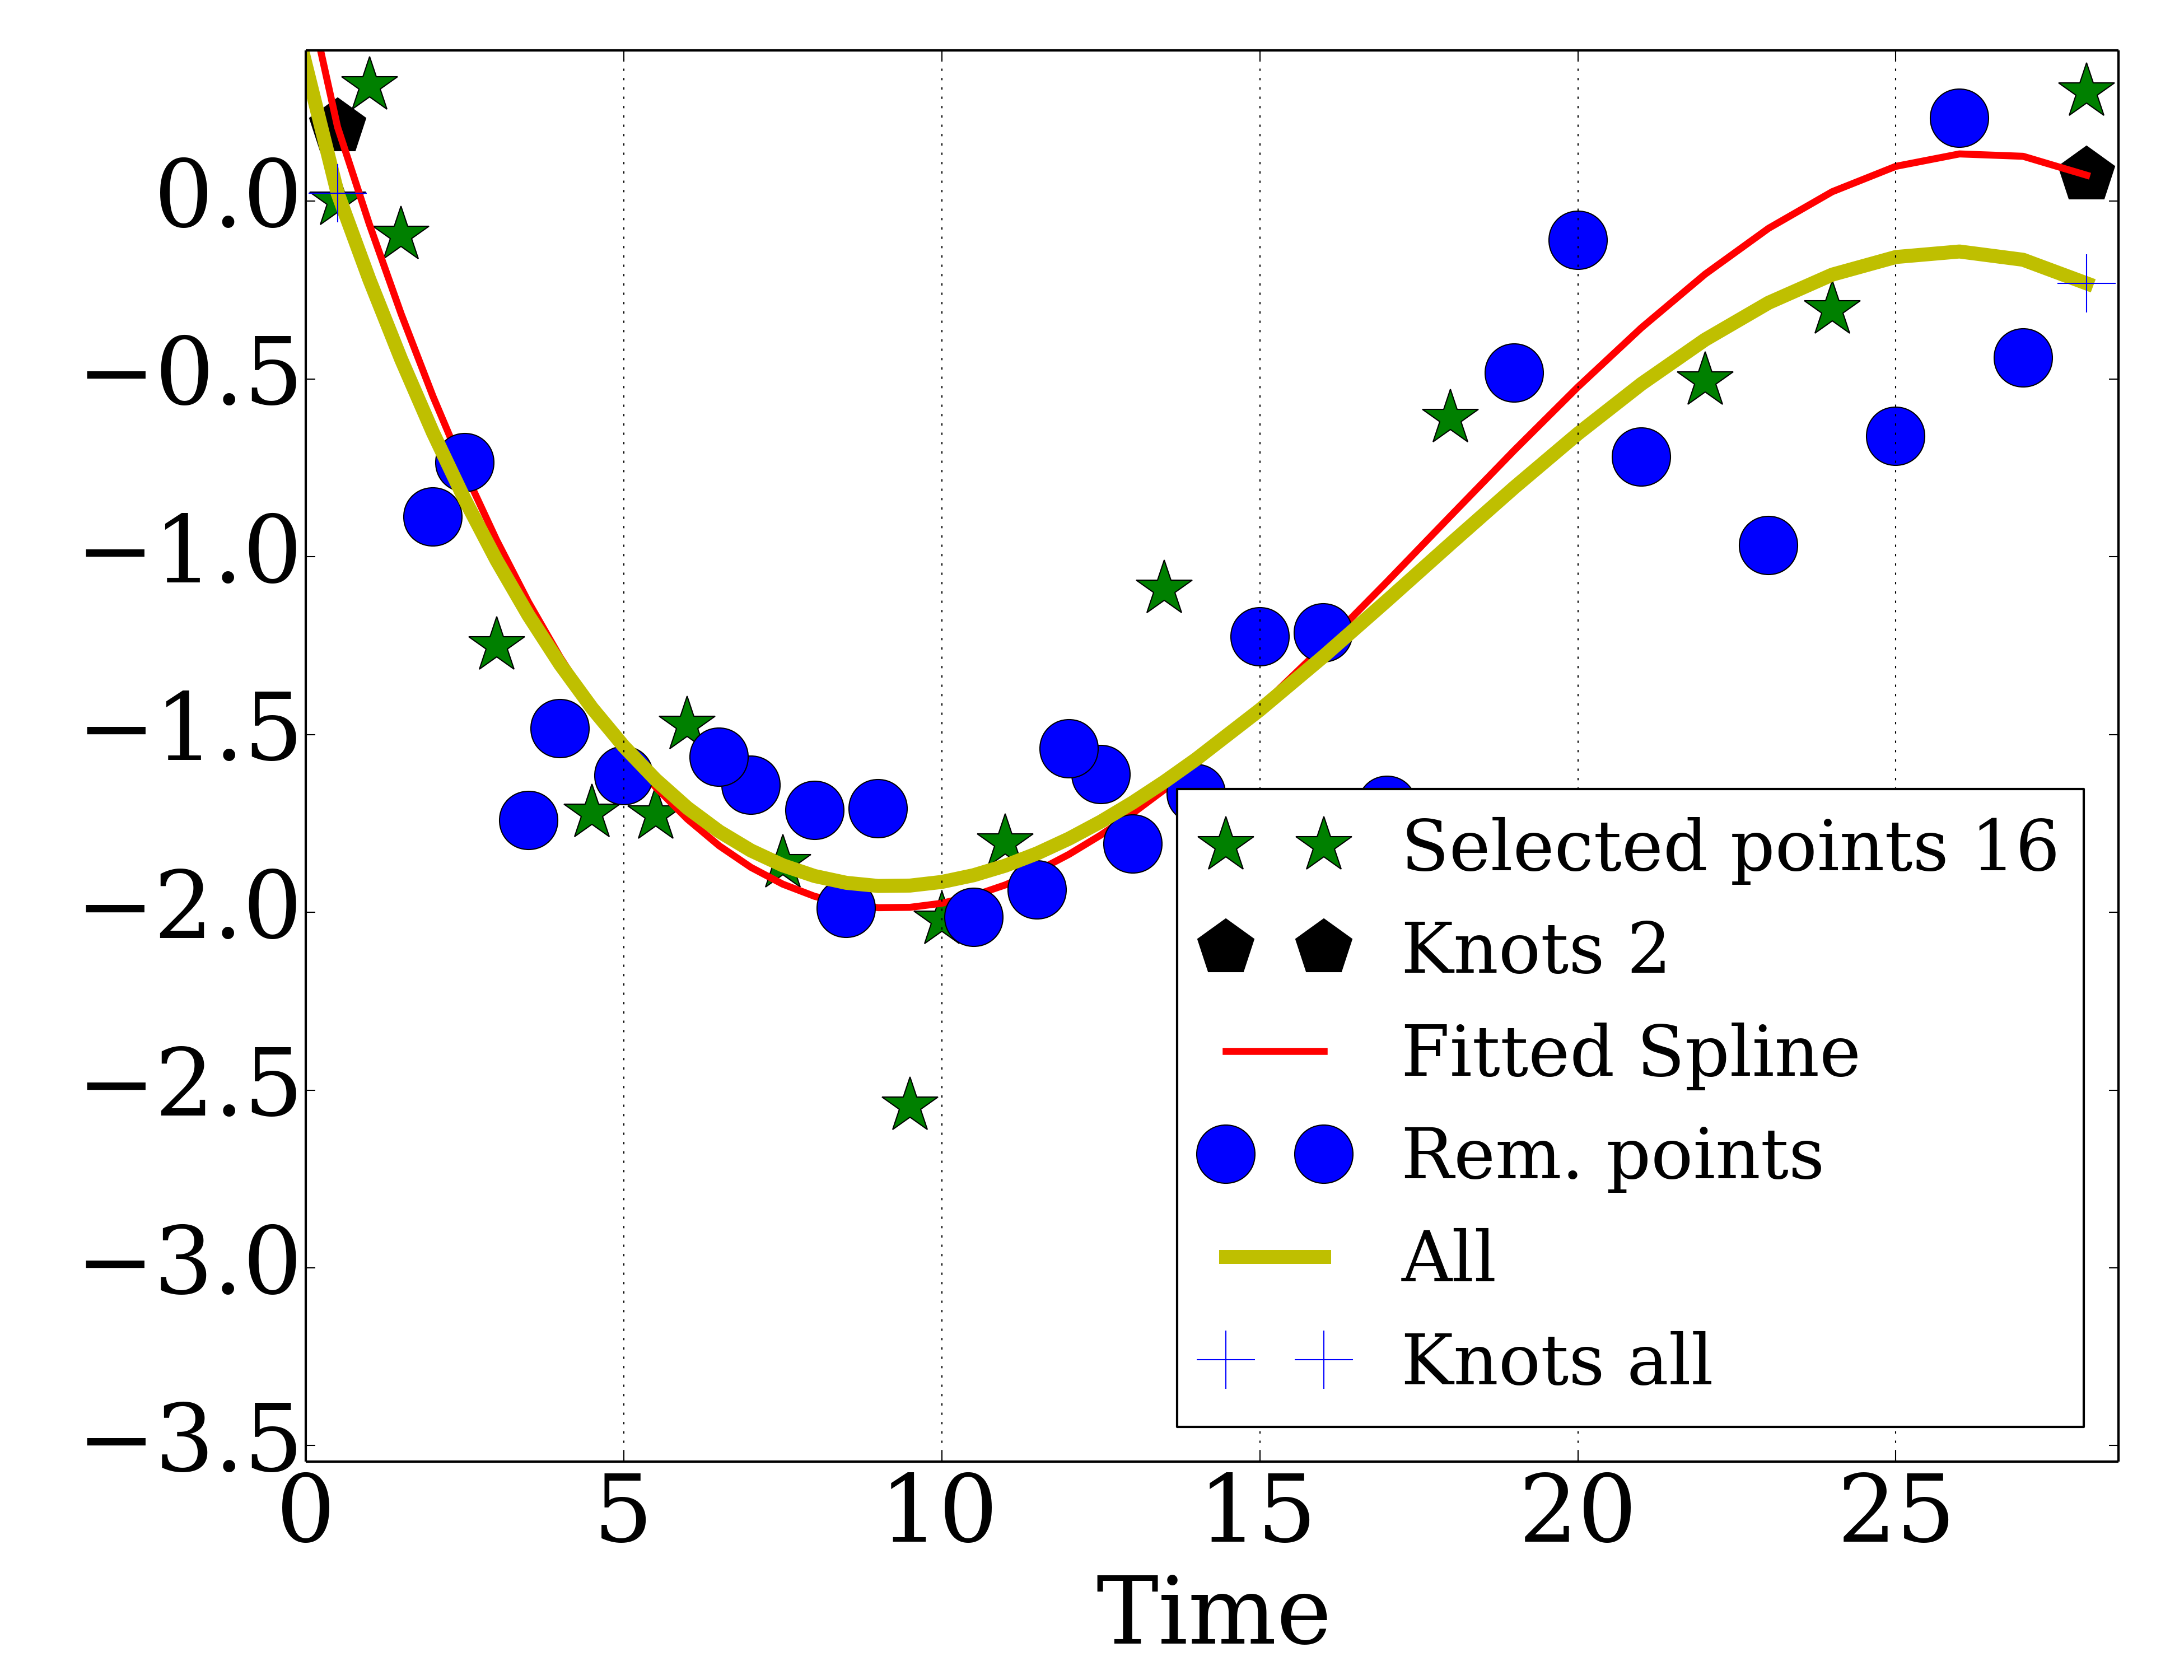 0.0
−0.5
−1.0
−1.5
−2.0
−2.5
−3.0
−3.5
0 5 10 15 20 25
Time
Selected points 16
Knots 2
Fitted Spline
Rem. points
All
Knots all